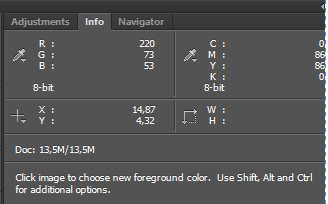 Adjustments Info Navigator
R : 220 C : 0
G : 73 M : 86
B : 53 Y : 86
K : 0
8-bit 8-bit
X : 14,87 W :
Y : 4,32 H :
Doc: 13,5M/13,5M
Click image to choose new foreground color. Use Shift, Alt and Ctrl
for additional options.